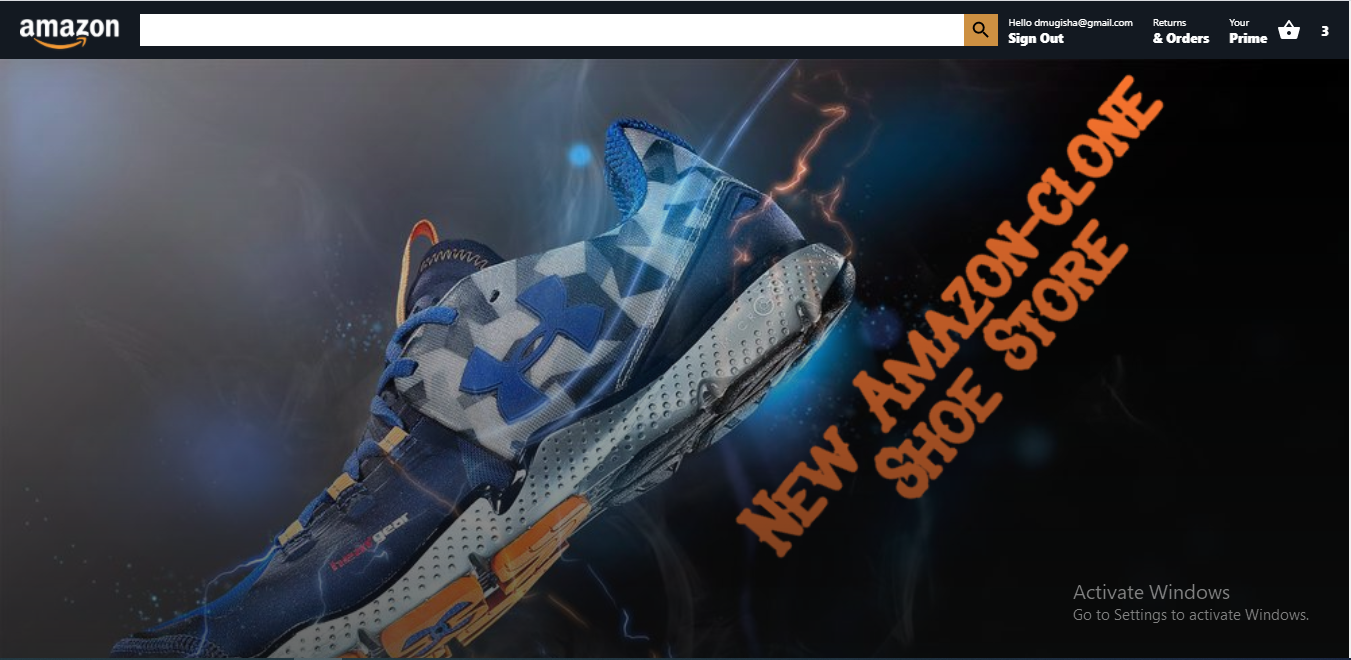 amazon
Hello dmugisha@gmail.com
Sign Out
Returns
& Orders
Your
Prime
3
NEW AMAZON-CLONE
SHOE STORE
heatgear
Activate Windows
Go to Settings to activate Windows.